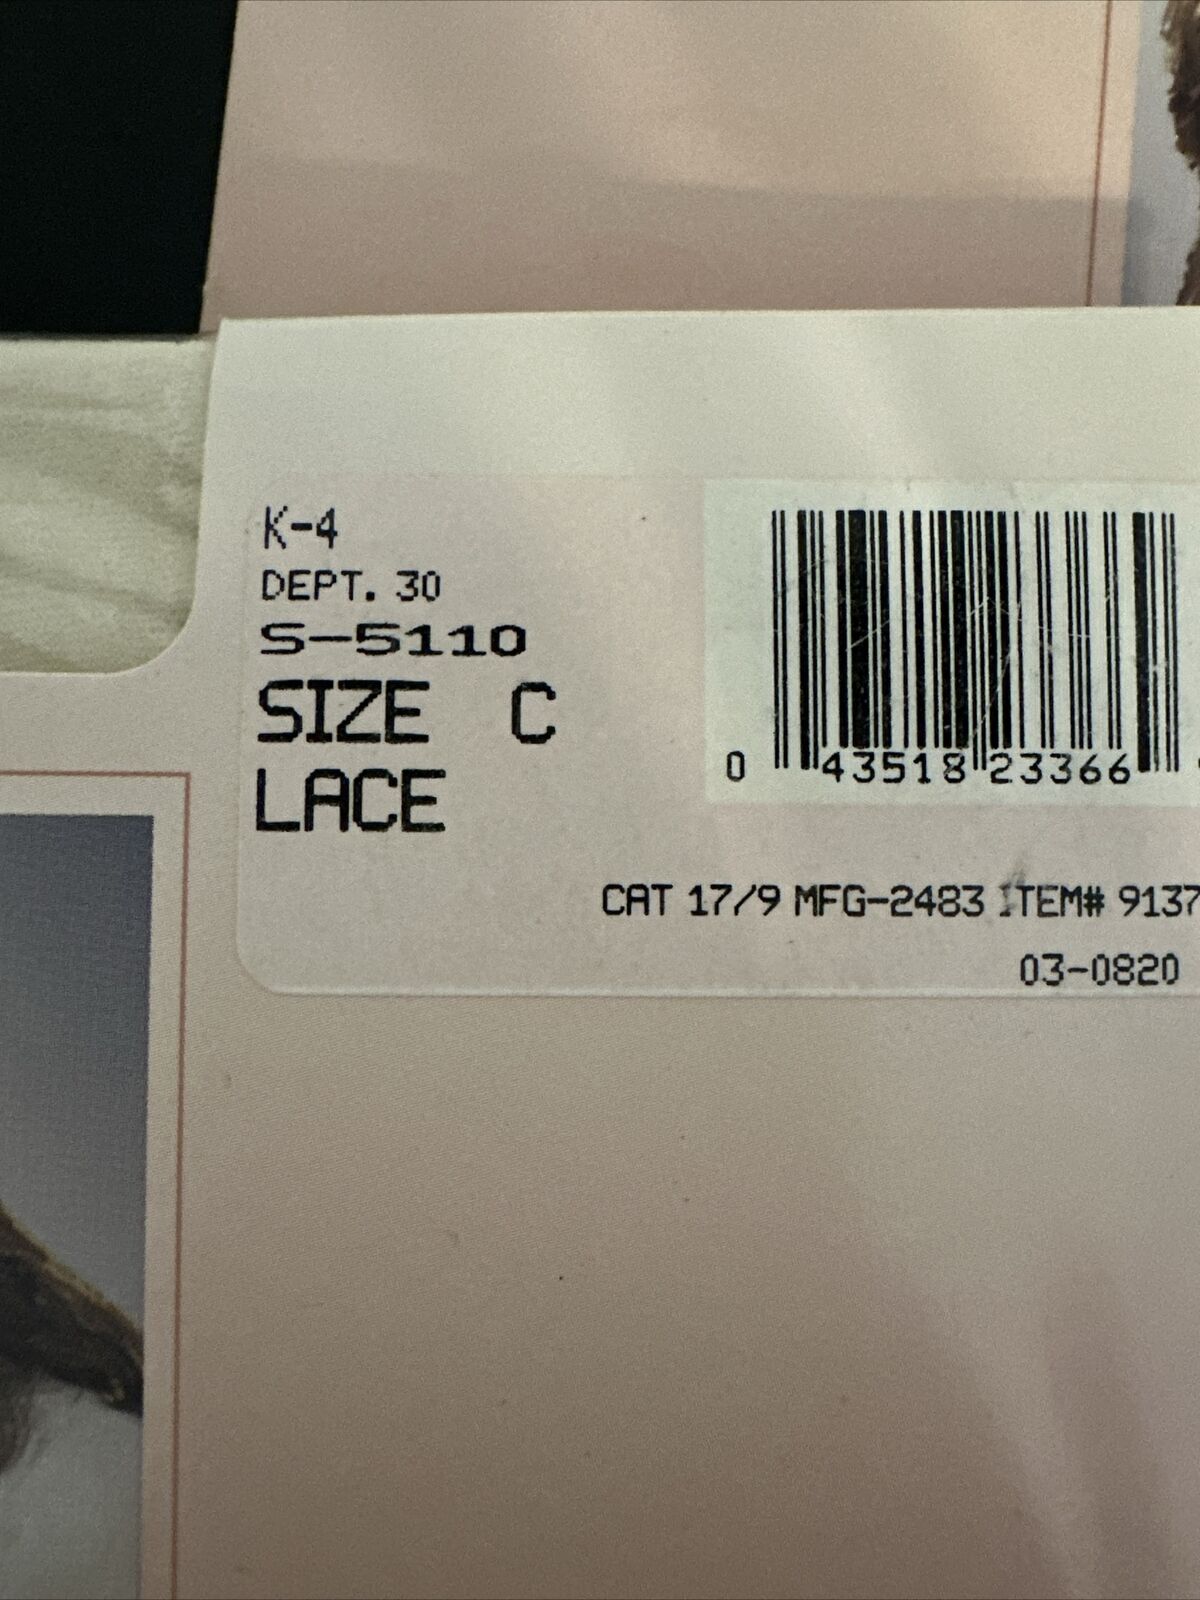 K-4
DEPT. 30
S-5110
SIZE C
LACE
0 43518 23366
CAT 17/9 MFG-2483 ITEM# 9137
03-0820